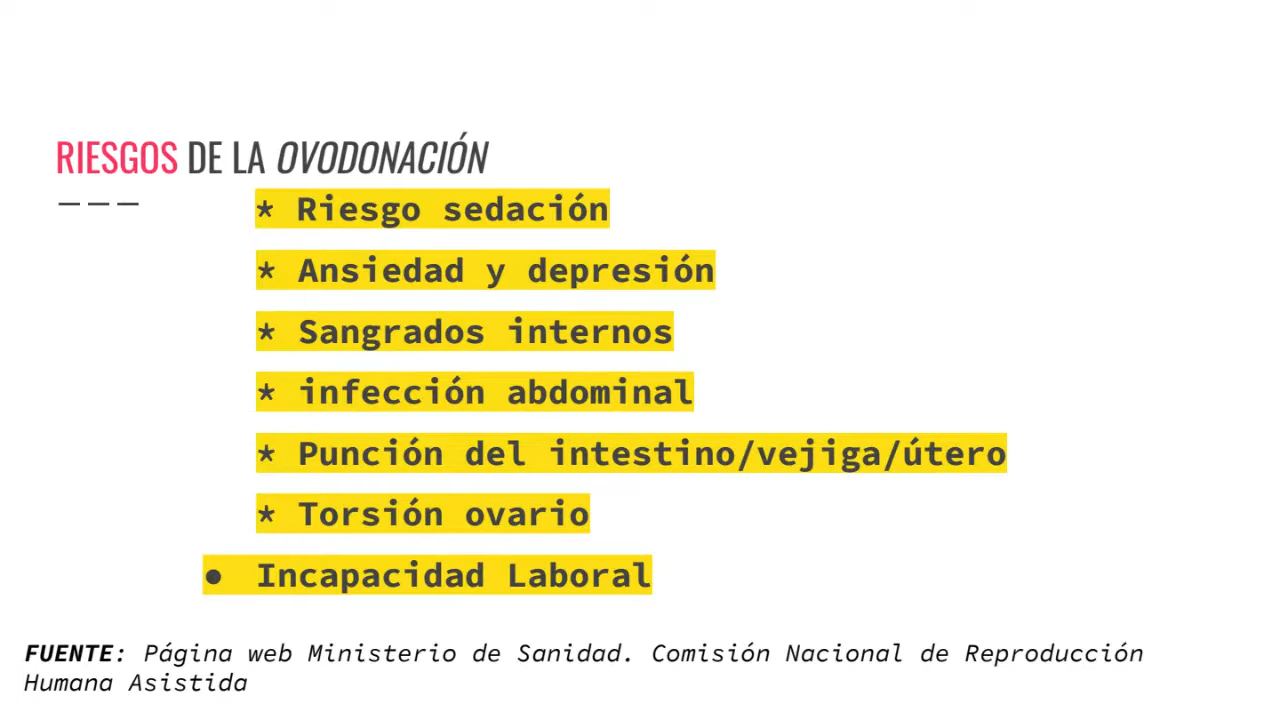 RIESGOS DE LA OVODONACIÓN
* Riesgo sedación
* Ansiedad y depresión
* Sangrados internos
* infección abdominal
* Punción del intestino/vejiga/útero
* Torsión ovario
● Incapacidad Laboral
FUENTE: Página web Ministerio de Sanidad. Comisión Nacional de Reproducción
Humana Asistida